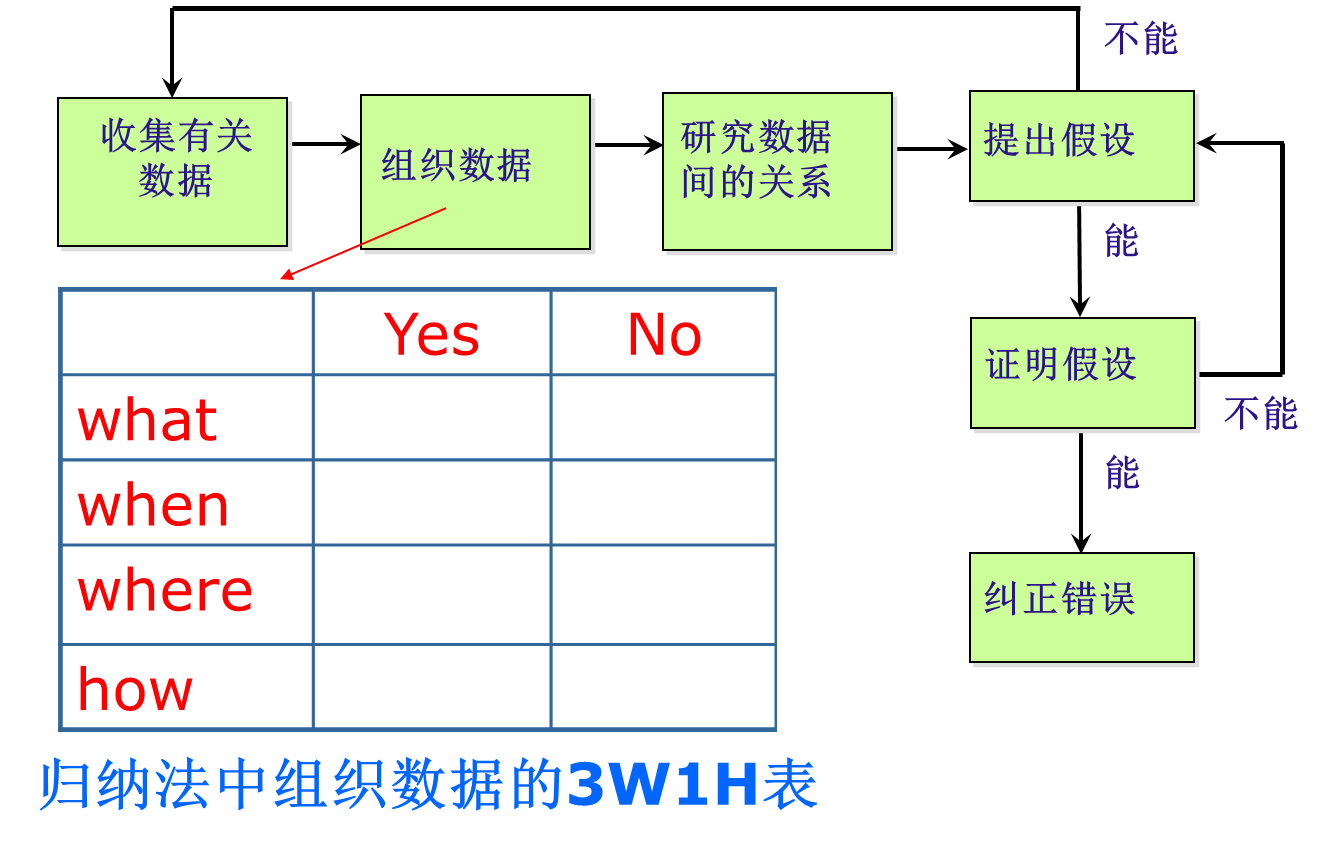 不能
收集有关
数据
组织数据
研究数据
间的关系
提出假设
能
证明假设
不能
能
纠正错误
Yes No
what
when
where
how
归纳法中组织数据的3W1H表